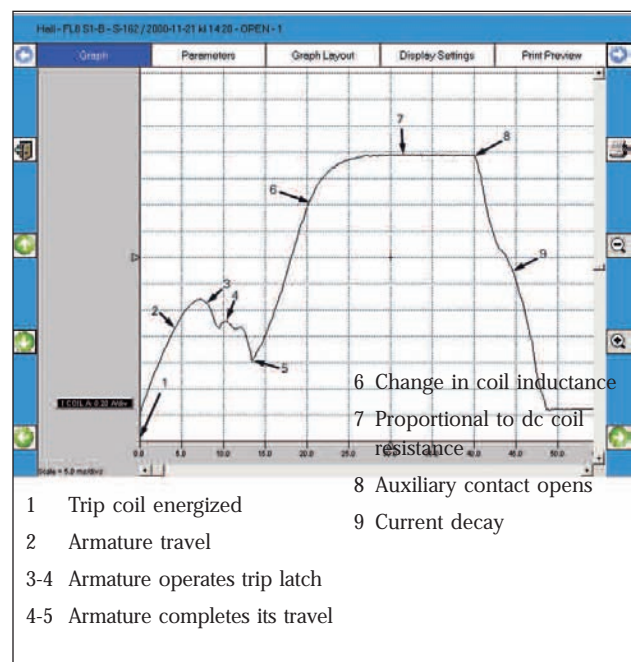 Hall - FL8 S1-B - S-162 / 2000-11-21 kl 14:20 - OPEN - 1
Graph
Parameters
Graph Layout
Display Settings
Print Preview
7
8
6
9
3
4
2
5
1
I COIL A: 0.20 A/div
0.0 5.0 10.0 15.0 20.0 25.0 30.0 35.0 40.0 45.0 50.0
Scale = 5.0 ms/div
1 Trip coil energized
2 Armature travel
3-4 Armature operates trip latch
4-5 Armature completes its travel
6 Change in coil inductance
7 Proportional to dc coil
resistance
8 Auxiliary contact opens
9 Current decay